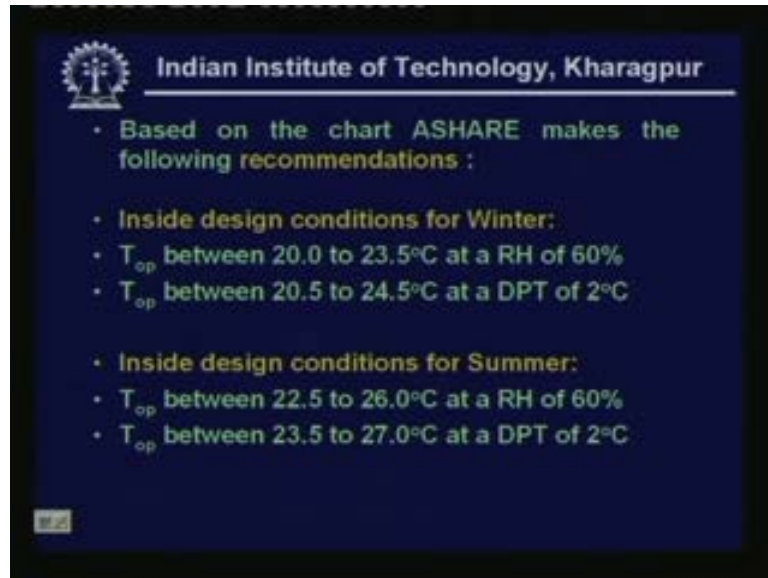 Indian Institute of Technology, Kharagpur
• Based on the chart ASHARE makes the
following recommendations :
• Inside design conditions for Winter:
• Top between 20.0 to 23.5°C at a RH of 60%
• Top between 20.5 to 24.5°C at a DPT of 2°C
• Inside design conditions for Summer:
• Top between 22.5 to 26.0°C at a RH of 60%
• Top between 23.5 to 27.0°C at a DPT of 2°C